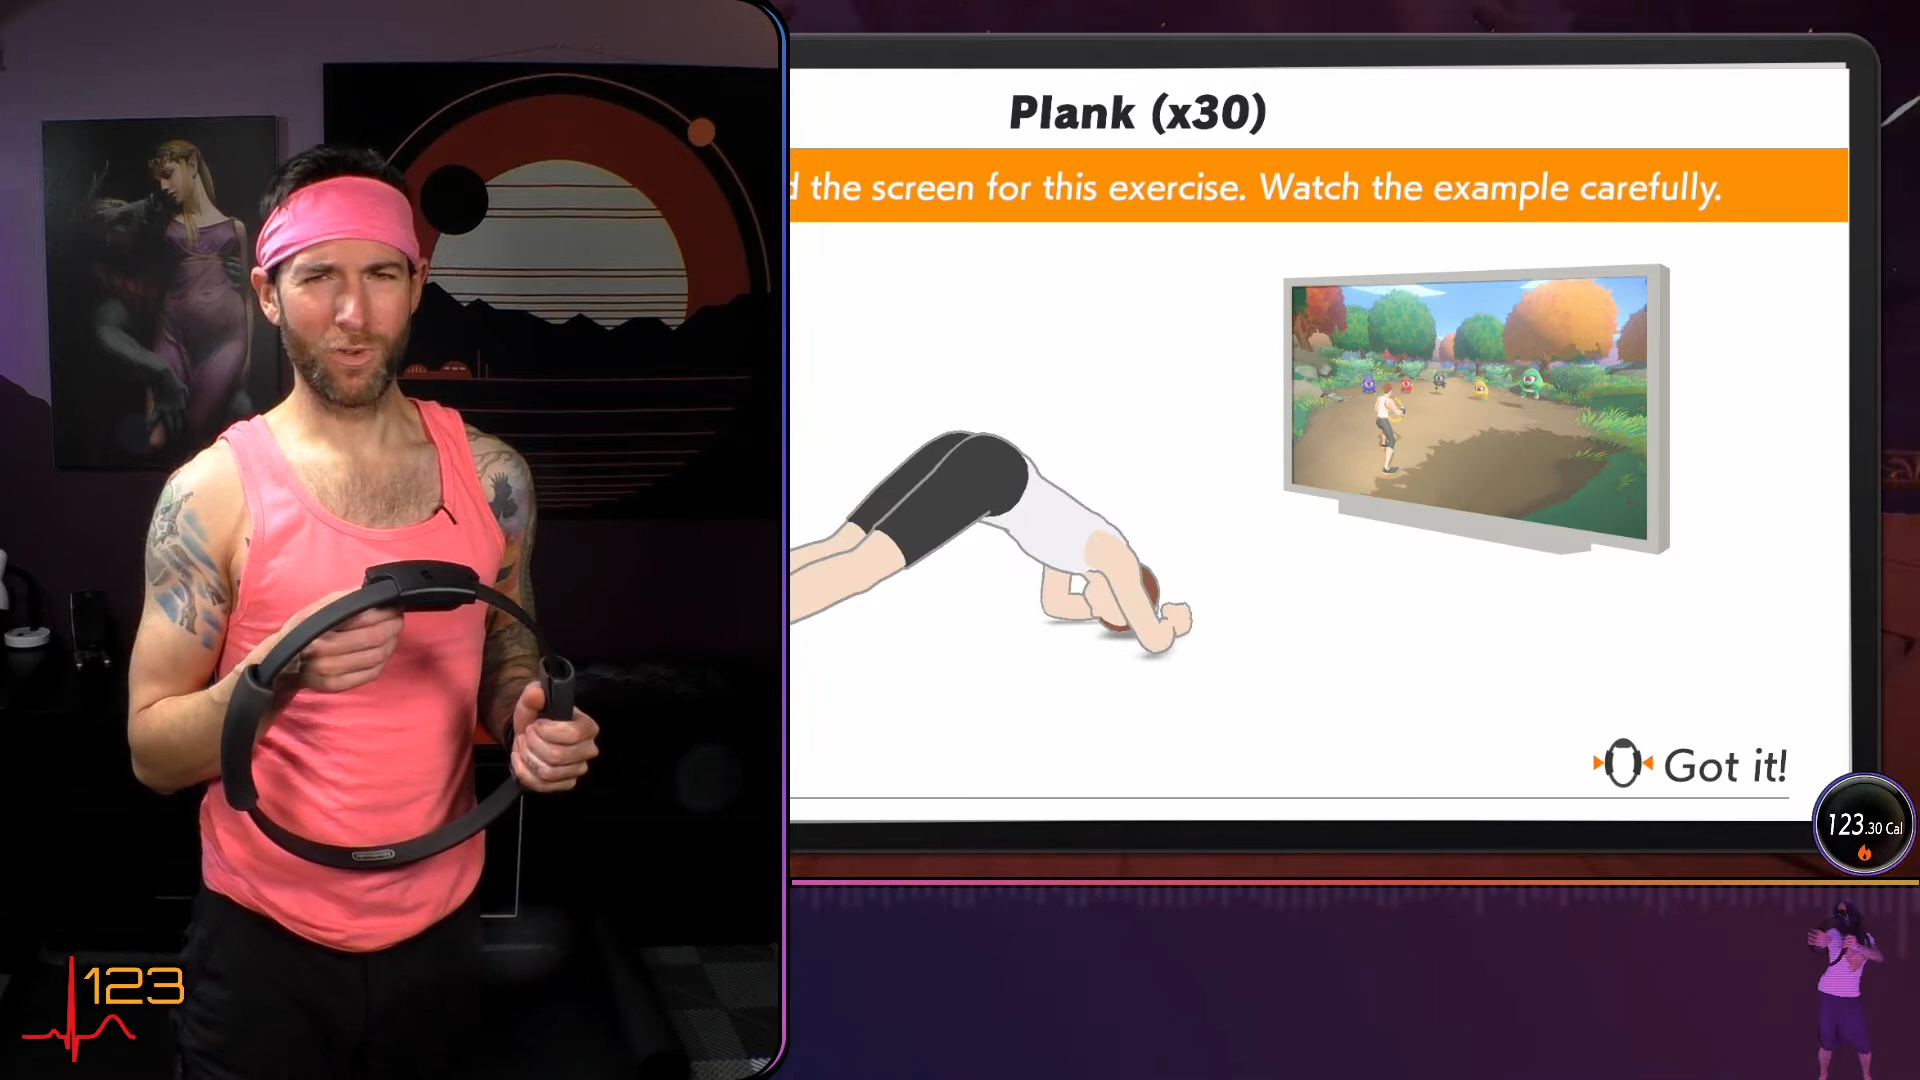 Plank (x30)
d the screen for this exercise. Watch the example carefully.
Got it!
123.30 Cal
123